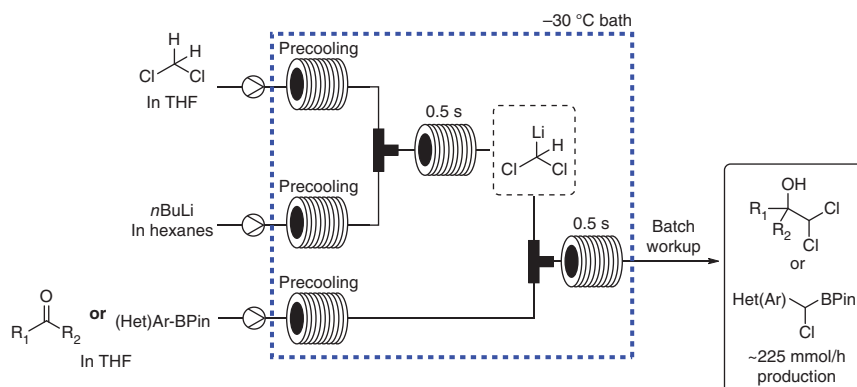 –30 °C bath
Precooling
H
H
Cl
Cl
In THF
0.5 s
Li
H
Cl
Cl
Precooling
nBuLi
In hexanes
0.5 s
Batch
workup
Precooling
O
R1
R2
or
(Het)Ar-BPin
In THF
OH
R1
Cl
R2
Cl
or
Het(Ar)
BPin
Cl
~225 mmol/h
production